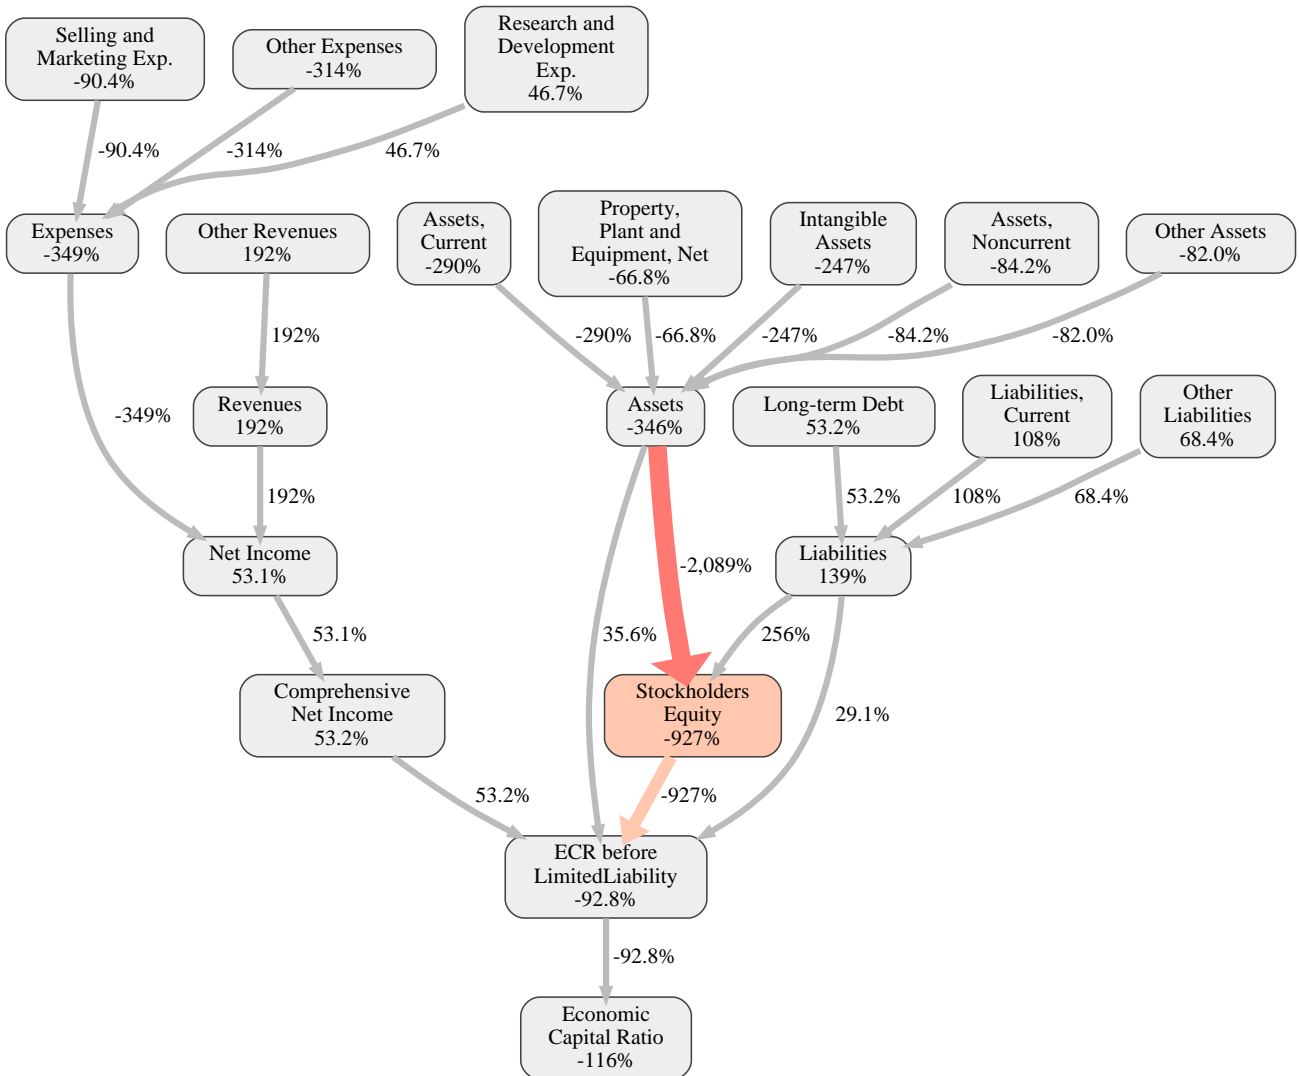 Selling and
Marketing Exp.
-90.4%
Other Expenses
-314%
Research and
Development
Exp.
46.7%
-90.4%
-314%
46.7%
Expenses
-349%
Other Revenues
192%
Assets,
Current
-290%
Property,
Plant and
Equipment, Net
-66.8%
Intangible
Assets
-247%
Assets,
Noncurrent
-84.2%
Other Assets
-82.0%
192%
-290%
-66.8%
-247%
-84.2%
-82.0%
-349%
Revenues
192%
Assets
-346%
Long-term Debt
53.2%
Liabilities,
Current
108%
Other
Liabilities
68.4%
192%
53.2%
108%
68.4%
Net Income
53.1%
-2,089%
Liabilities
139%
53.1%
35.6%
256%
Comprehensive
Net Income
53.2%
Stockholders
Equity
-927%
29.1%
53.2%
-927%
ECR before
LimitedLiability
-92.8%
-92.8%
Economic
Capital Ratio
-116%